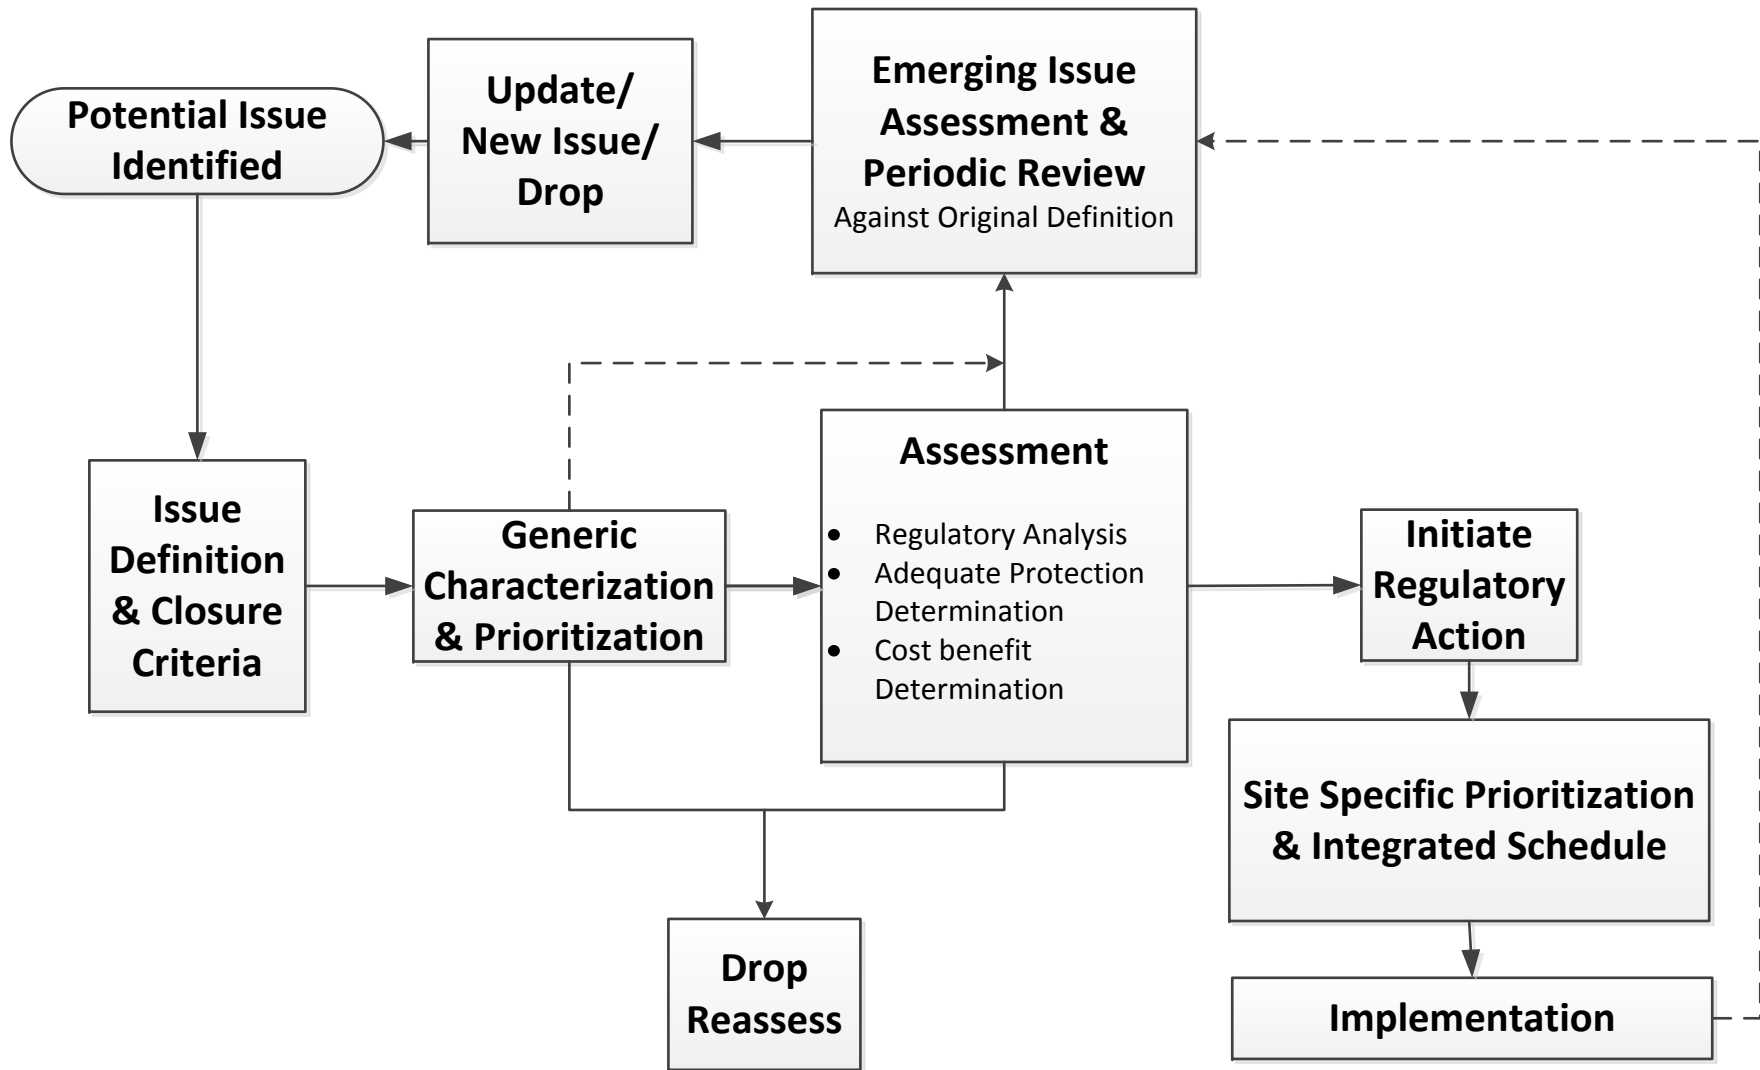 Potential Issue
Identified
Update/
New Issue/
Drop
Emerging Issue
Assessment &
Periodic Review
Against Original Definition
Issue
Definition
& Closure
Criteria
Generic
Characterization
& Prioritization
Assessment
• Regulatory Analysis
• Adequate Protection
Determination
• Cost benefit
Determination
Initiate
Regulatory
Action
Site Specific Prioritization
& Integrated Schedule
Drop
Reassess
Implementation